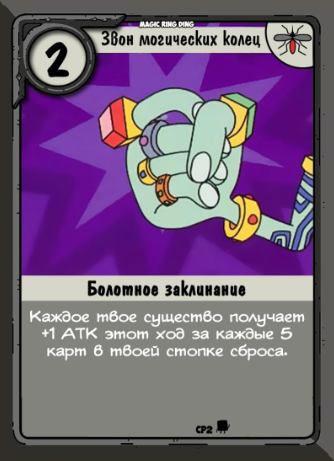 MAGIC RING DING
2
Звон магических колец
Болотное заклинание
Каждое твое существо получает
+1 АТК этот ход за каждые 5
карт в твоей стопке сброса.
CP2